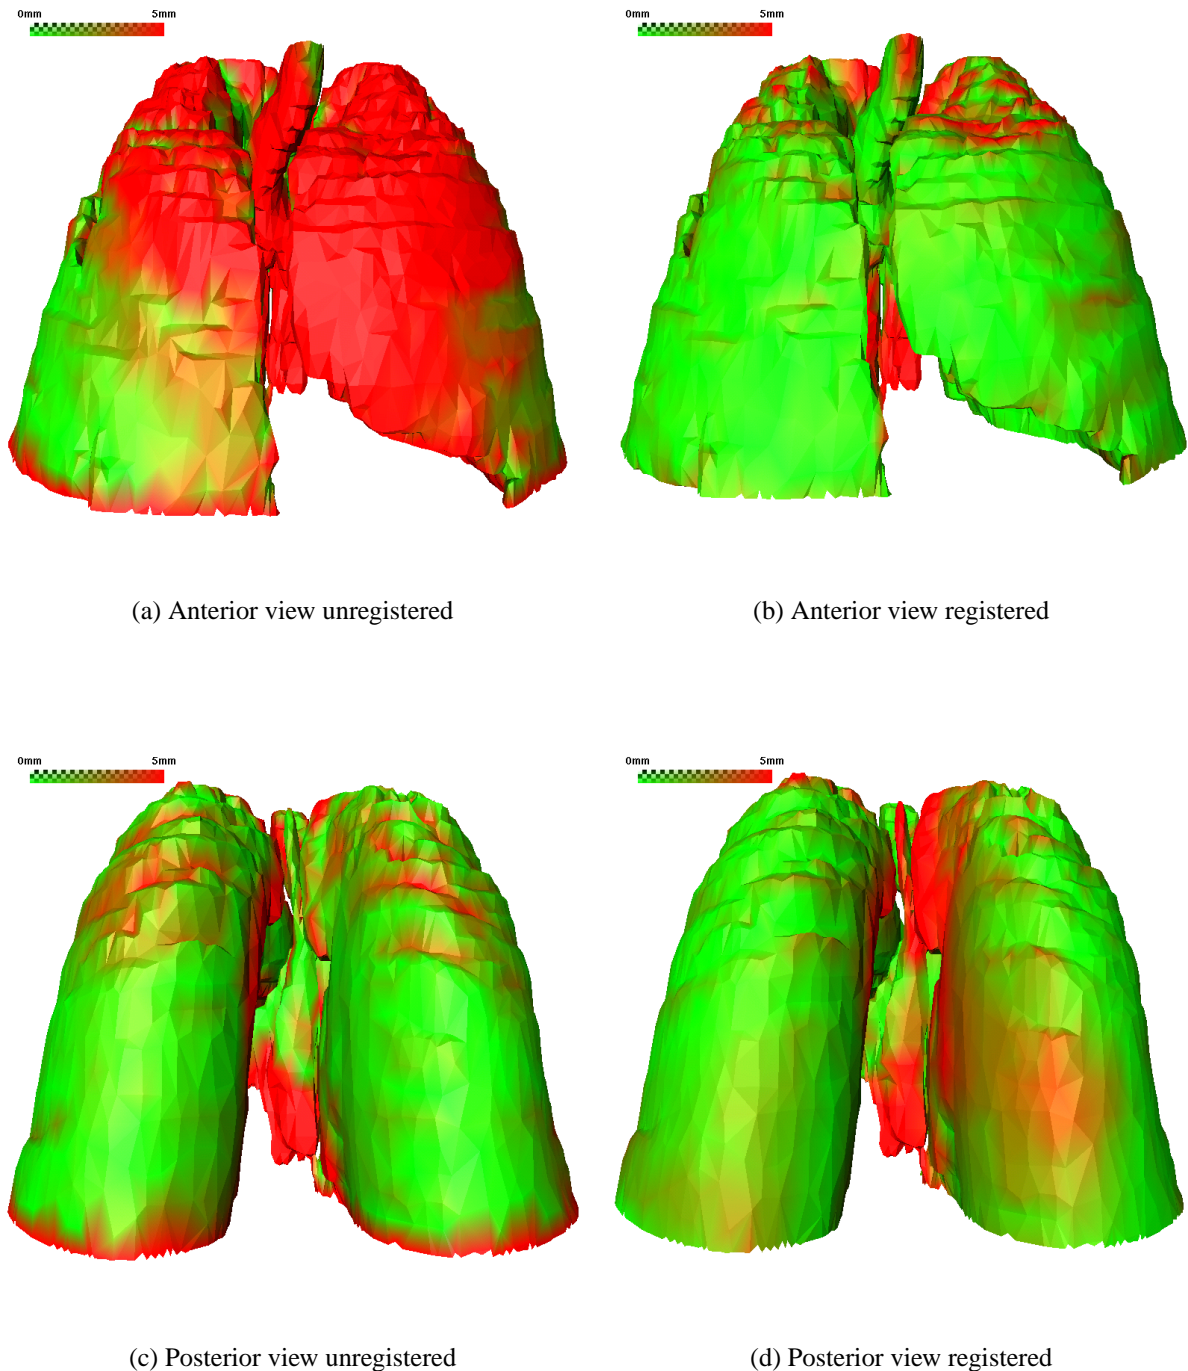 0mm 5mm
0mm 5mm
(a) Anterior view unregistered
(b) Anterior view registered
0mm 5mm
0mm 5mm
(c) Posterior view unregistered
(d) Posterior view registered